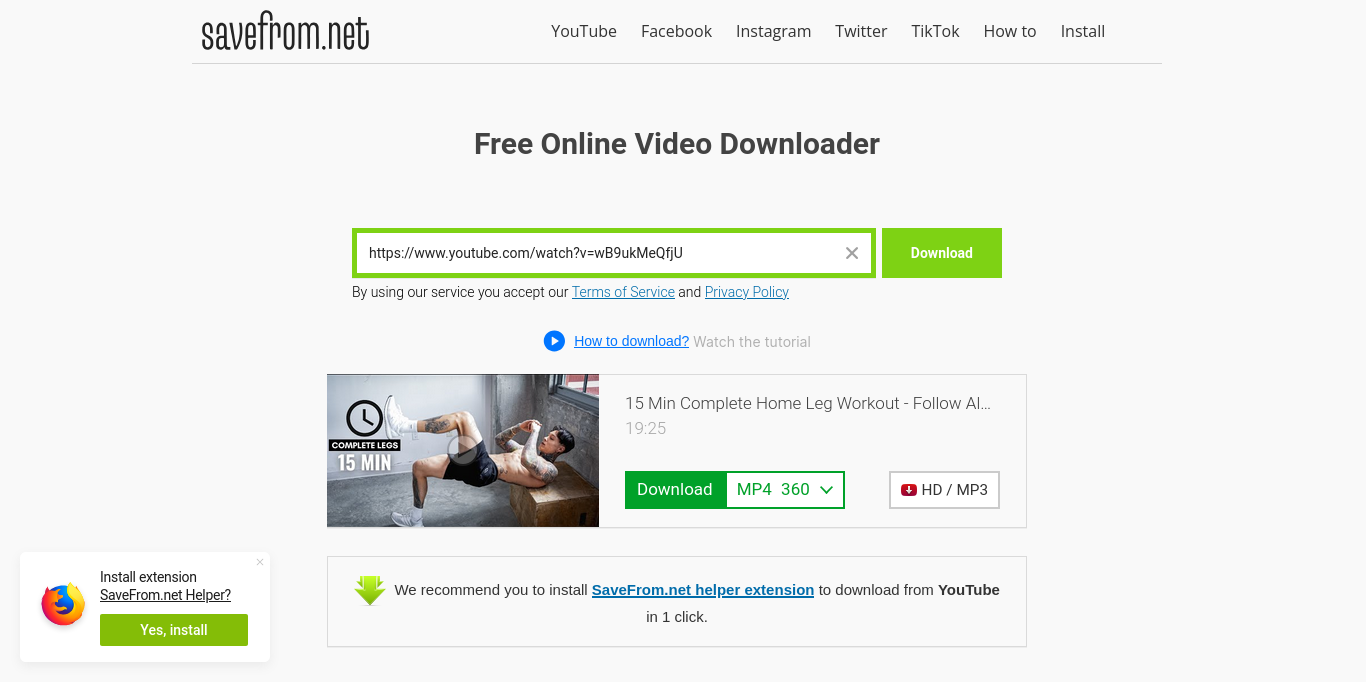 savefrom.net
YouTube Facebook Instagram Twitter TikTok How to Install
Free Online Video Downloader
https://www.youtube.com/watch?v=wB9ukMeQfjU
Download
By using our service you accept our Terms of Service and Privacy Policy
How to download? Watch the tutorial
COMPLETE LEGS
15 MIN
15 Min Complete Home Leg Workout - Follow Al...
19:25
Download MP4 360
HD / MP3
We recommend you to install SaveFrom.net helper extension to download from YouTube
in 1 click.
Install extension
SaveFrom.net Helper?
Yes, install